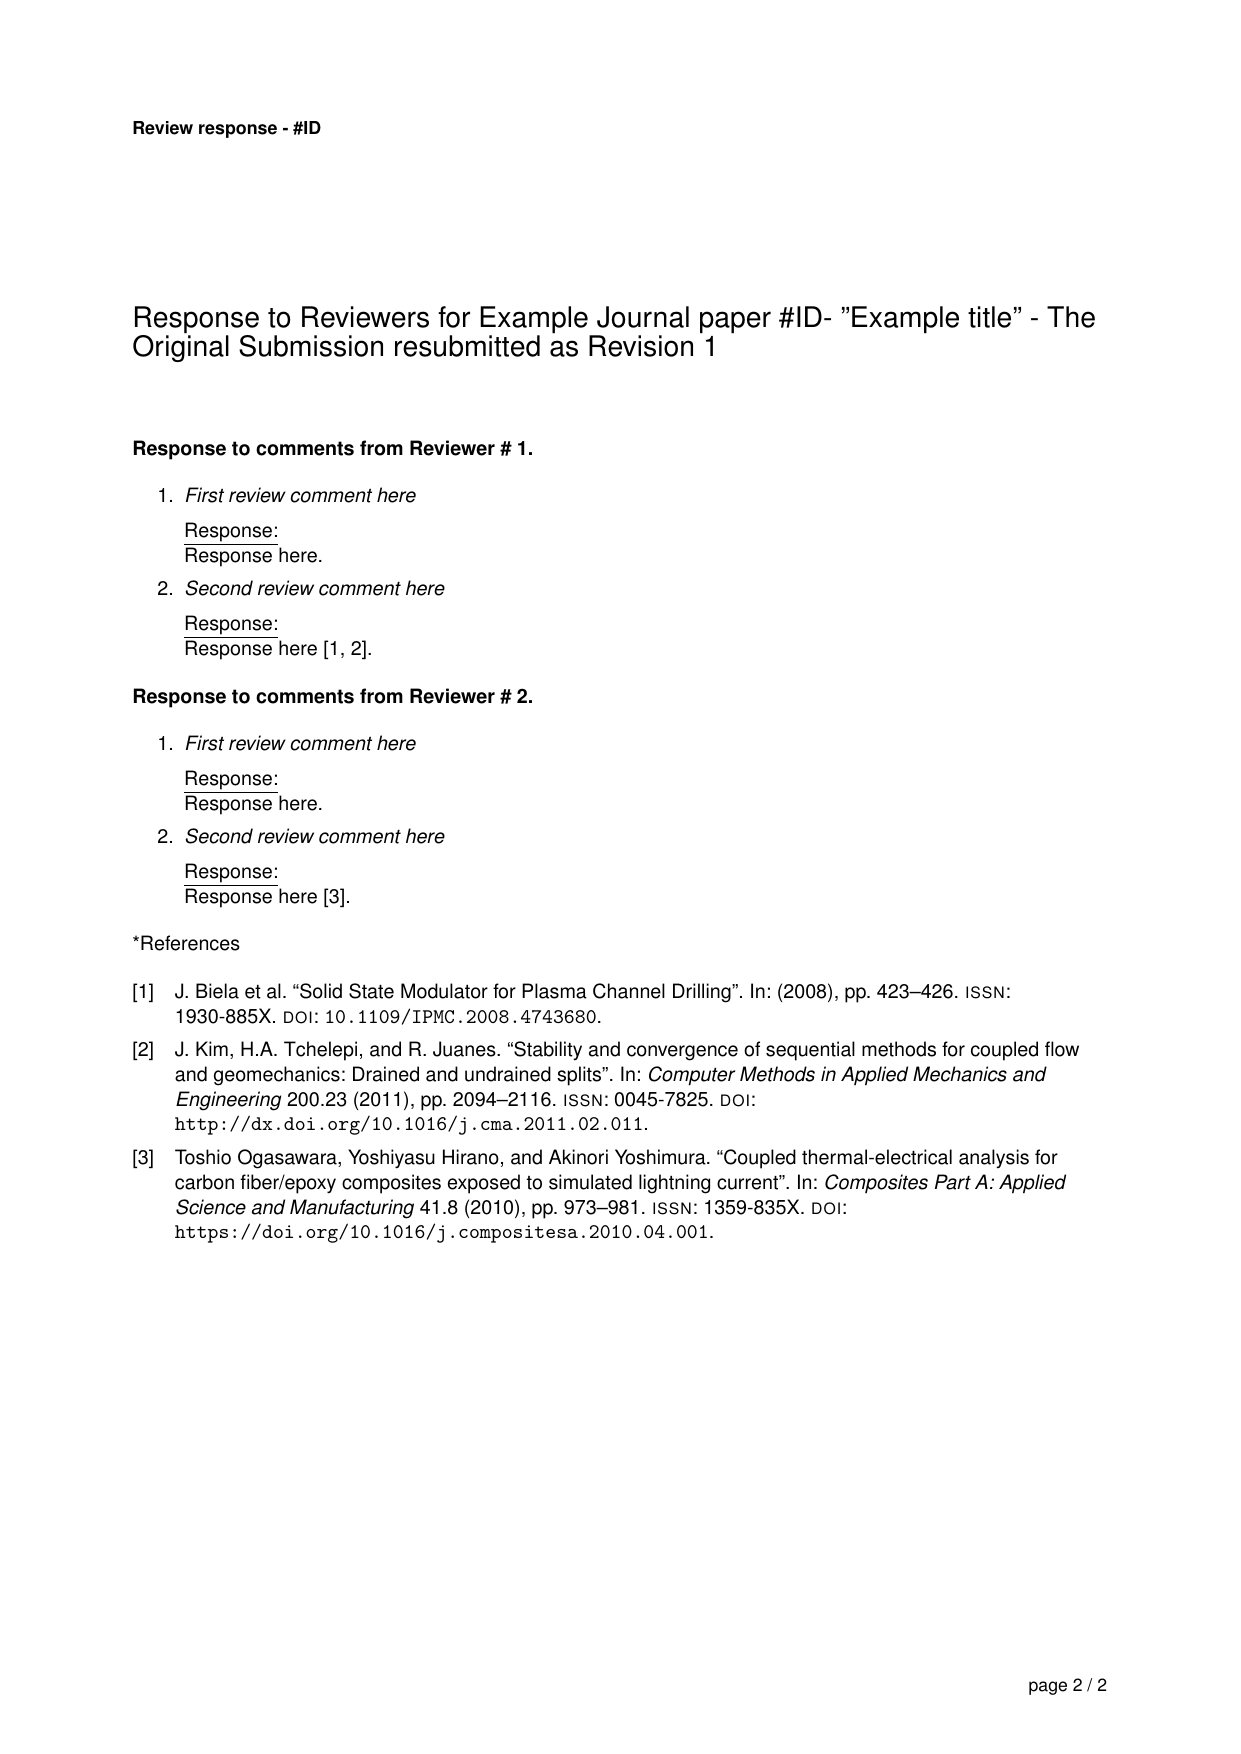 Review response - #ID
Response to Reviewers for Example Journal paper #ID- ”Example title” - The
Original Submission resubmitted as Revision 1
Response to comments from Reviewer # 1.
1. First review comment here
Response:
Response here.
2. Second review comment here
Response:
Response here [1, 2].
Response to comments from Reviewer # 2.
1. First review comment here
Response:
Response here.
2. Second review comment here
Response:
Response here [3].
*References
[1] J. Biela et al. “Solid State Modulator for Plasma Channel Drilling”. In: (2008), pp. 423–426. ISSN:
1930-885X. DOI: 10.1109/IPMC.2008.4743680.
[2] J. Kim, H.A. Tchelepi, and R. Juanes. “Stability and convergence of sequential methods for coupled flow
and geomechanics: Drained and undrained splits”. In: Computer Methods in Applied Mechanics and
Engineering 200.23 (2011), pp. 2094–2116. ISSN: 0045-7825. DOI:
http://dx.doi.org/10.1016/j.cma.2011.02.011.
[3] Toshio Ogasawara, Yoshiyasu Hirano, and Akinori Yoshimura. “Coupled thermal-electrical analysis for
carbon fiber/epoxy composites exposed to simulated lightning current”. In: Composites Part A: Applied
Science and Manufacturing 41.8 (2010), pp. 973–981. ISSN: 1359-835X. DOI:
https://doi.org/10.1016/j.compositesa.2010.04.001.
page 2 / 2